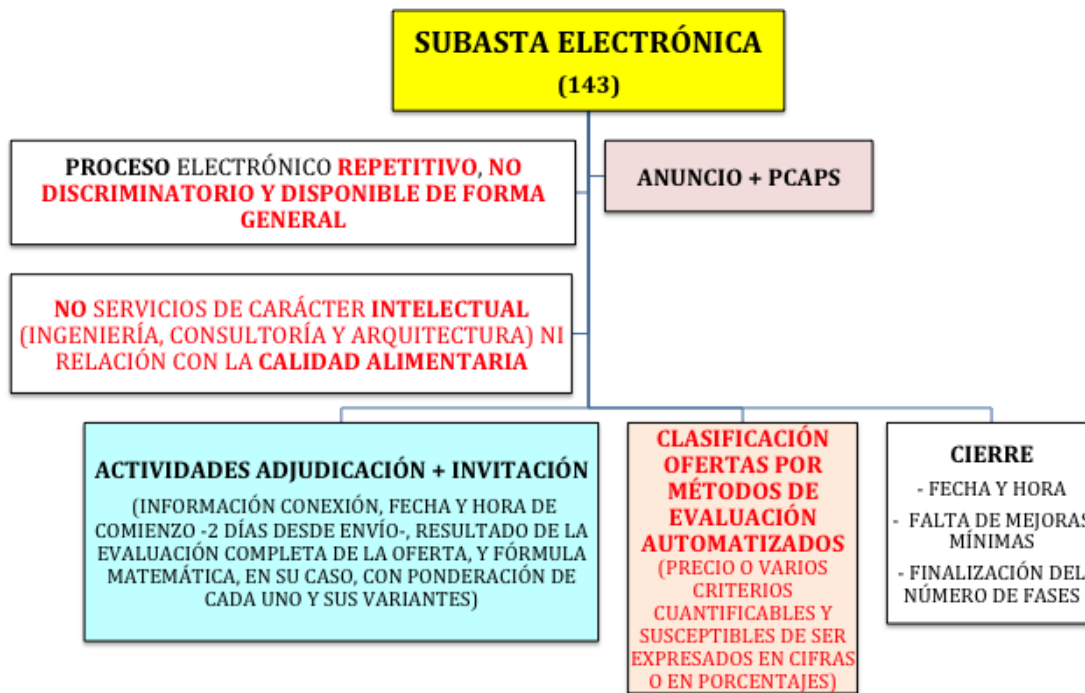 SUBASTA ELECTRÓNICA
(143)
PROCESO ELECTRÓNICO REPETITIVO, NO
DISCRIMINATORIO Y DISPONIBLE DE FORMA
GENERAL
ANUNCIO + PCAPS
NO SERVICIOS DE CARÁCTER INTELECTUAL
(INGENIERÍA, CONSULTORÍA Y ARQUITECTURA) NI
RELACIÓN CON LA CALIDAD ALIMENTARIA
ACTIVIDADES ADJUDICACIÓN + INVITACIÓN
(INFORMACIÓN CONEXIÓN, FECHA Y HORA DE
COMIENZO -2 DÍAS DESDE ENVÍO-, RESULTADO DE LA
EVALUACIÓN COMPLETA DE LA OFERTA, Y FÓRMULA
MATEMÁTICA, EN SU CASO, CON PONDERACIÓN DE
CADA UNO Y SUS VARIANTES)
CLASIFICACIÓN
OFERTAS POR
MÉTODOS DE
EVALUACIÓN
AUTOMATIZADOS
(PRECIO O VARIOS
CRITERIOS
CUANTIFICABLES Y
SUSCEPTIBLES DE SER
EXPRESADOS EN CIFRAS
O EN PORCENTAJES)
CIERRE
- FECHA Y HORA
- FALTA DE MEJORAS
MÍNIMAS
- FINALIZACIÓN DEL
NÚMERO DE FASES